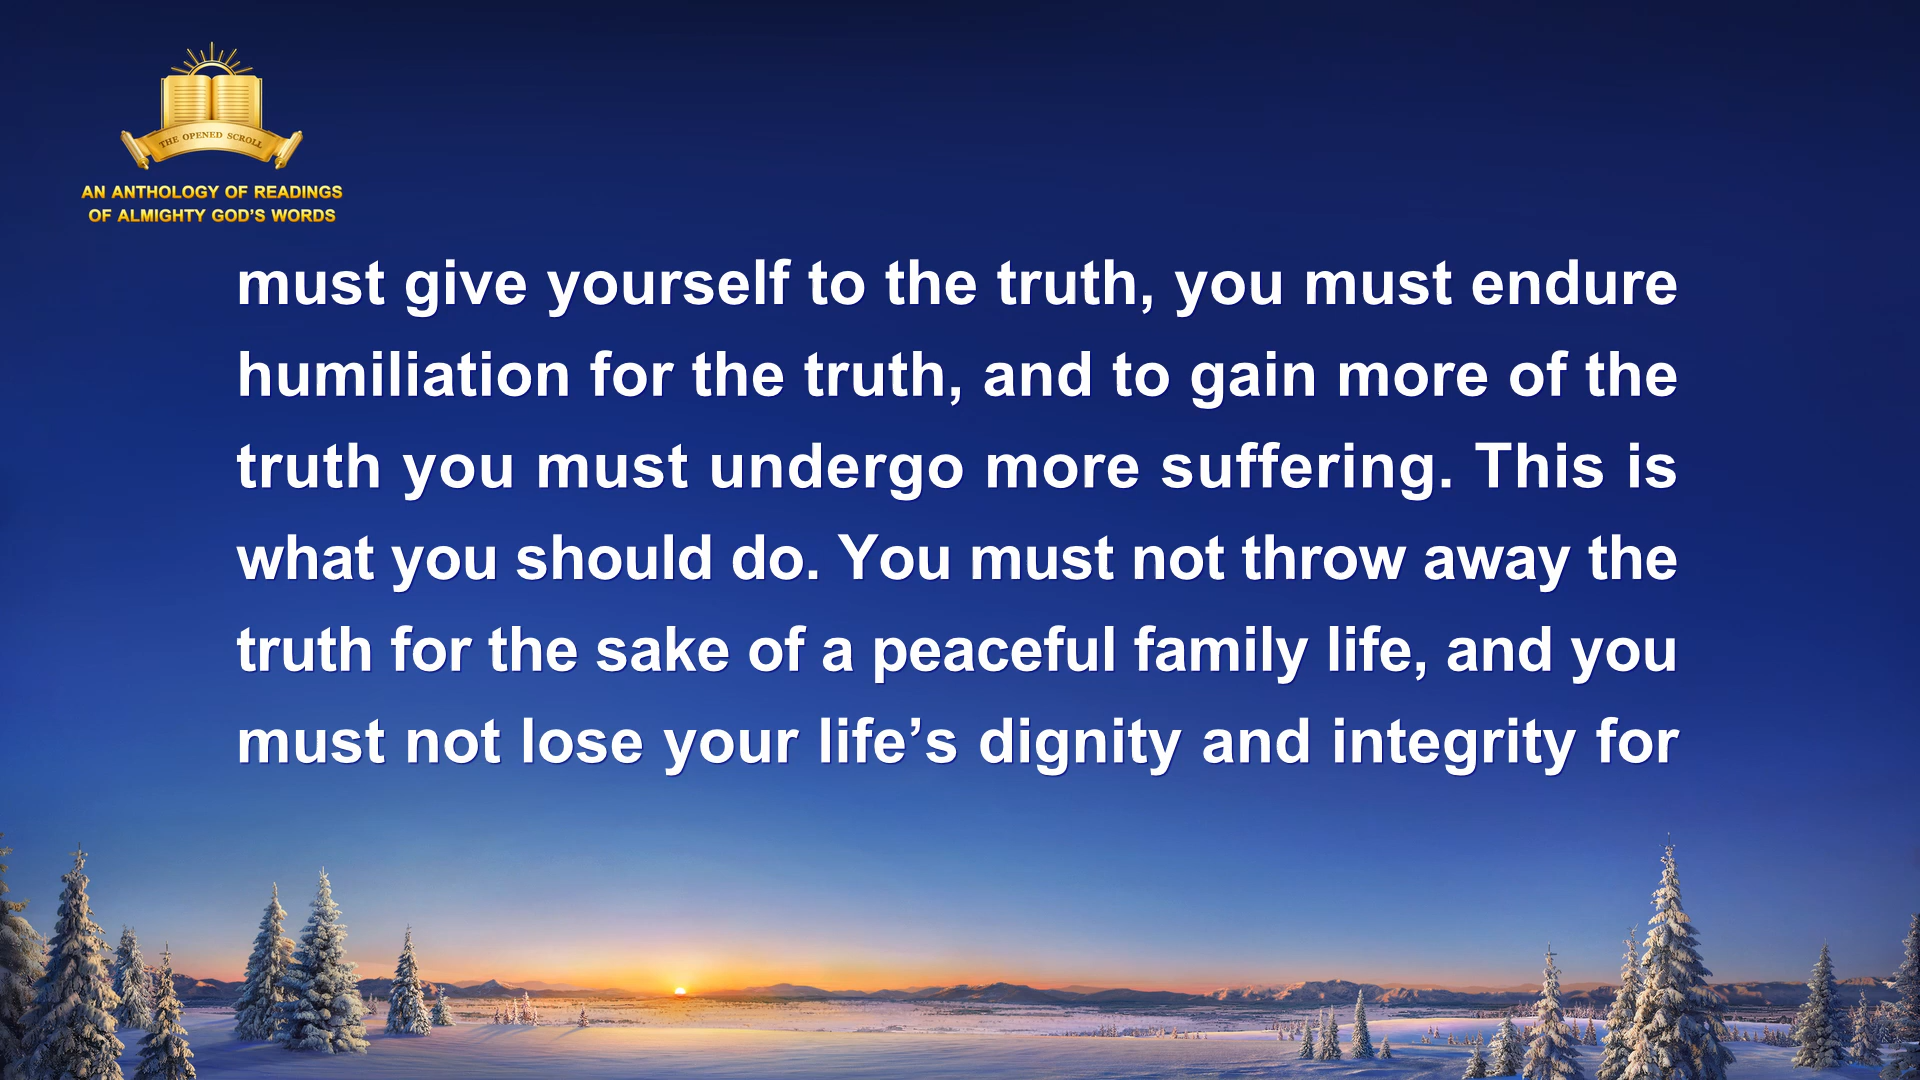 THE OPENED SCROLL
AN ANTHOLOGY OF READINGS
OF ALMIGHTY GOD’S WORDS
must give yourself to the truth, you must endure
humiliation for the truth, and to gain more of the
truth you must undergo more suffering. This is
what you should do. You must not throw away the
truth for the sake of a peaceful family life, and you
must not lose your life’s dignity and integrity for